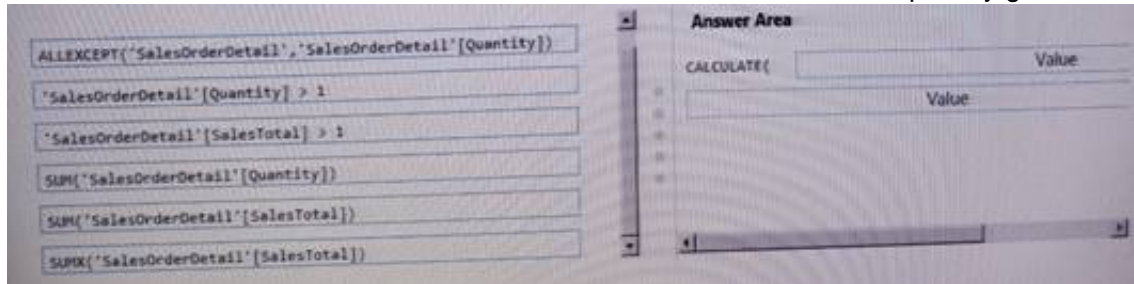 ALLEXCEPT('SalesOrderDetail','SalesOrderDetail'[Quantity])
'SalesOrderDetail'[Quantity] > 1
'SalesOrderDetail'[SalesTotal] > 1
SUM('SalesOrderDetail'[Quantity])
SUM('SalesOrderDetail'[SalesTotal])
SUMX('SalesOrderDetail'[SalesTotal])
Answer Area
CALCULATE( Value
Value